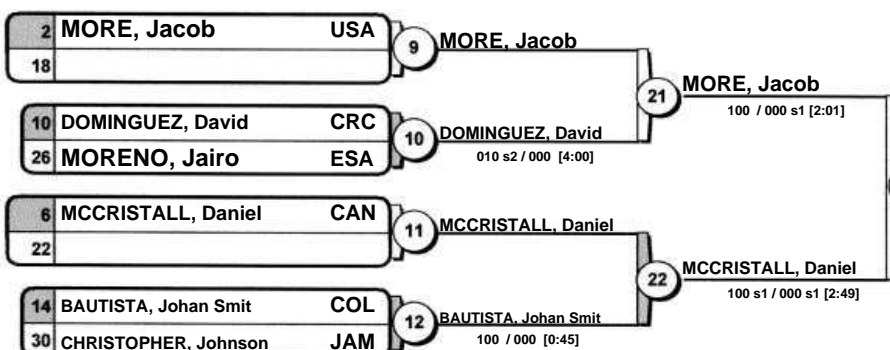 2 MORE, Jacob USA
18
9
MORE, Jacob
10 DOMINGUEZ, David CRC
26 MORENO, Jairo ESA
10
DOMINGUEZ, David
010 s2 / 000 [4:00]
21
MORE, Jacob
100 / 000 s1 [2:01]
6 MCCRISTALL, Daniel CAN
22
11
MCCRISTALL, Daniel
14 BAUTISTA, Johan Smit COL
30 CHRISTOPHER, Johnson JAM
12
BAUTISTA, Johan Smit
100 / 000 [0:45]
22
MCCRISTALL, Daniel
100 s1 / 000 s1 [2:49]